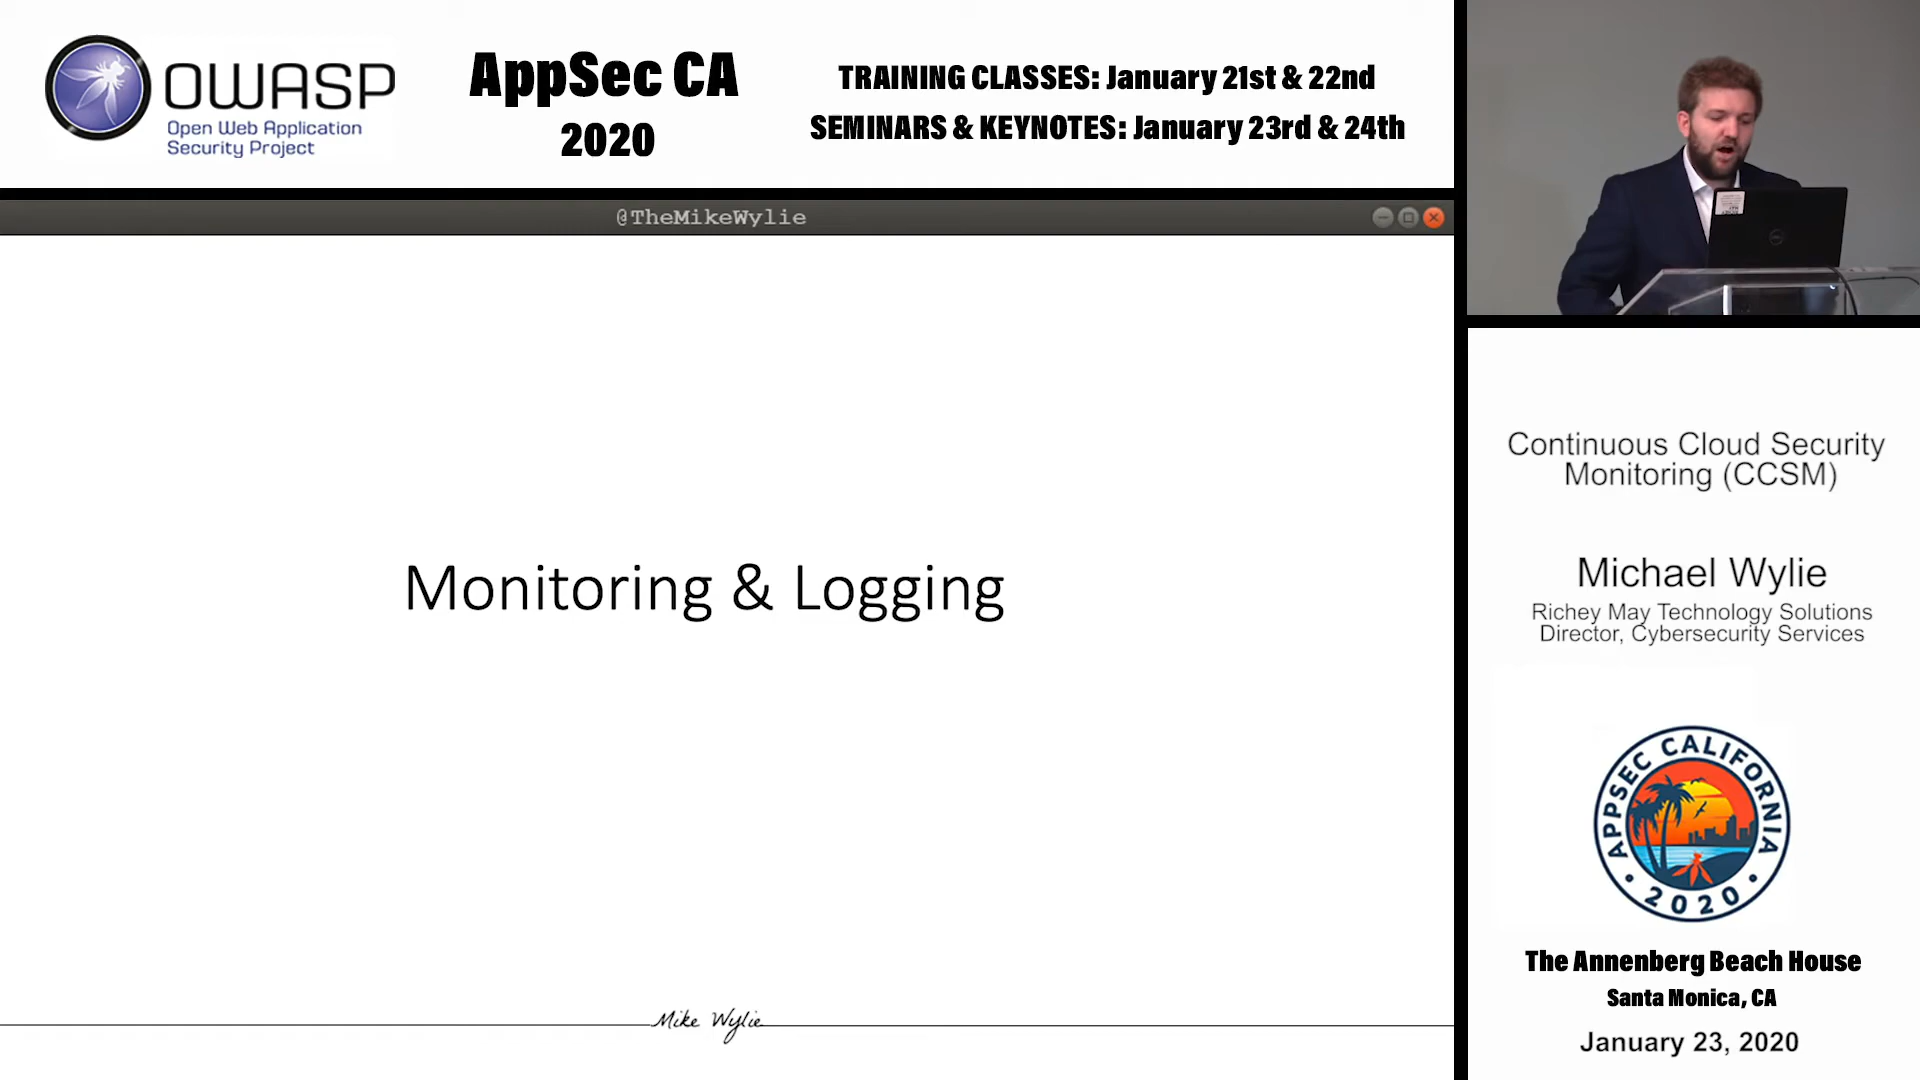 OWASP
Open Web Application
Security Project
AppSec CA
2020
TRAINING CLASSES: January 21st & 22nd
SEMINARS & KEYNOTES: January 23rd & 24th
@TheMikeWylie
Monitoring & Logging
Mike Wylie
Continuous Cloud Security
Monitoring (CCSM)
Michael Wylie
Richey May Technology Solutions
Director, Cybersecurity Services
APPSEC CALIFORNIA
2020
The Annenberg Beach House
Santa Monica, CA
January 23, 2020